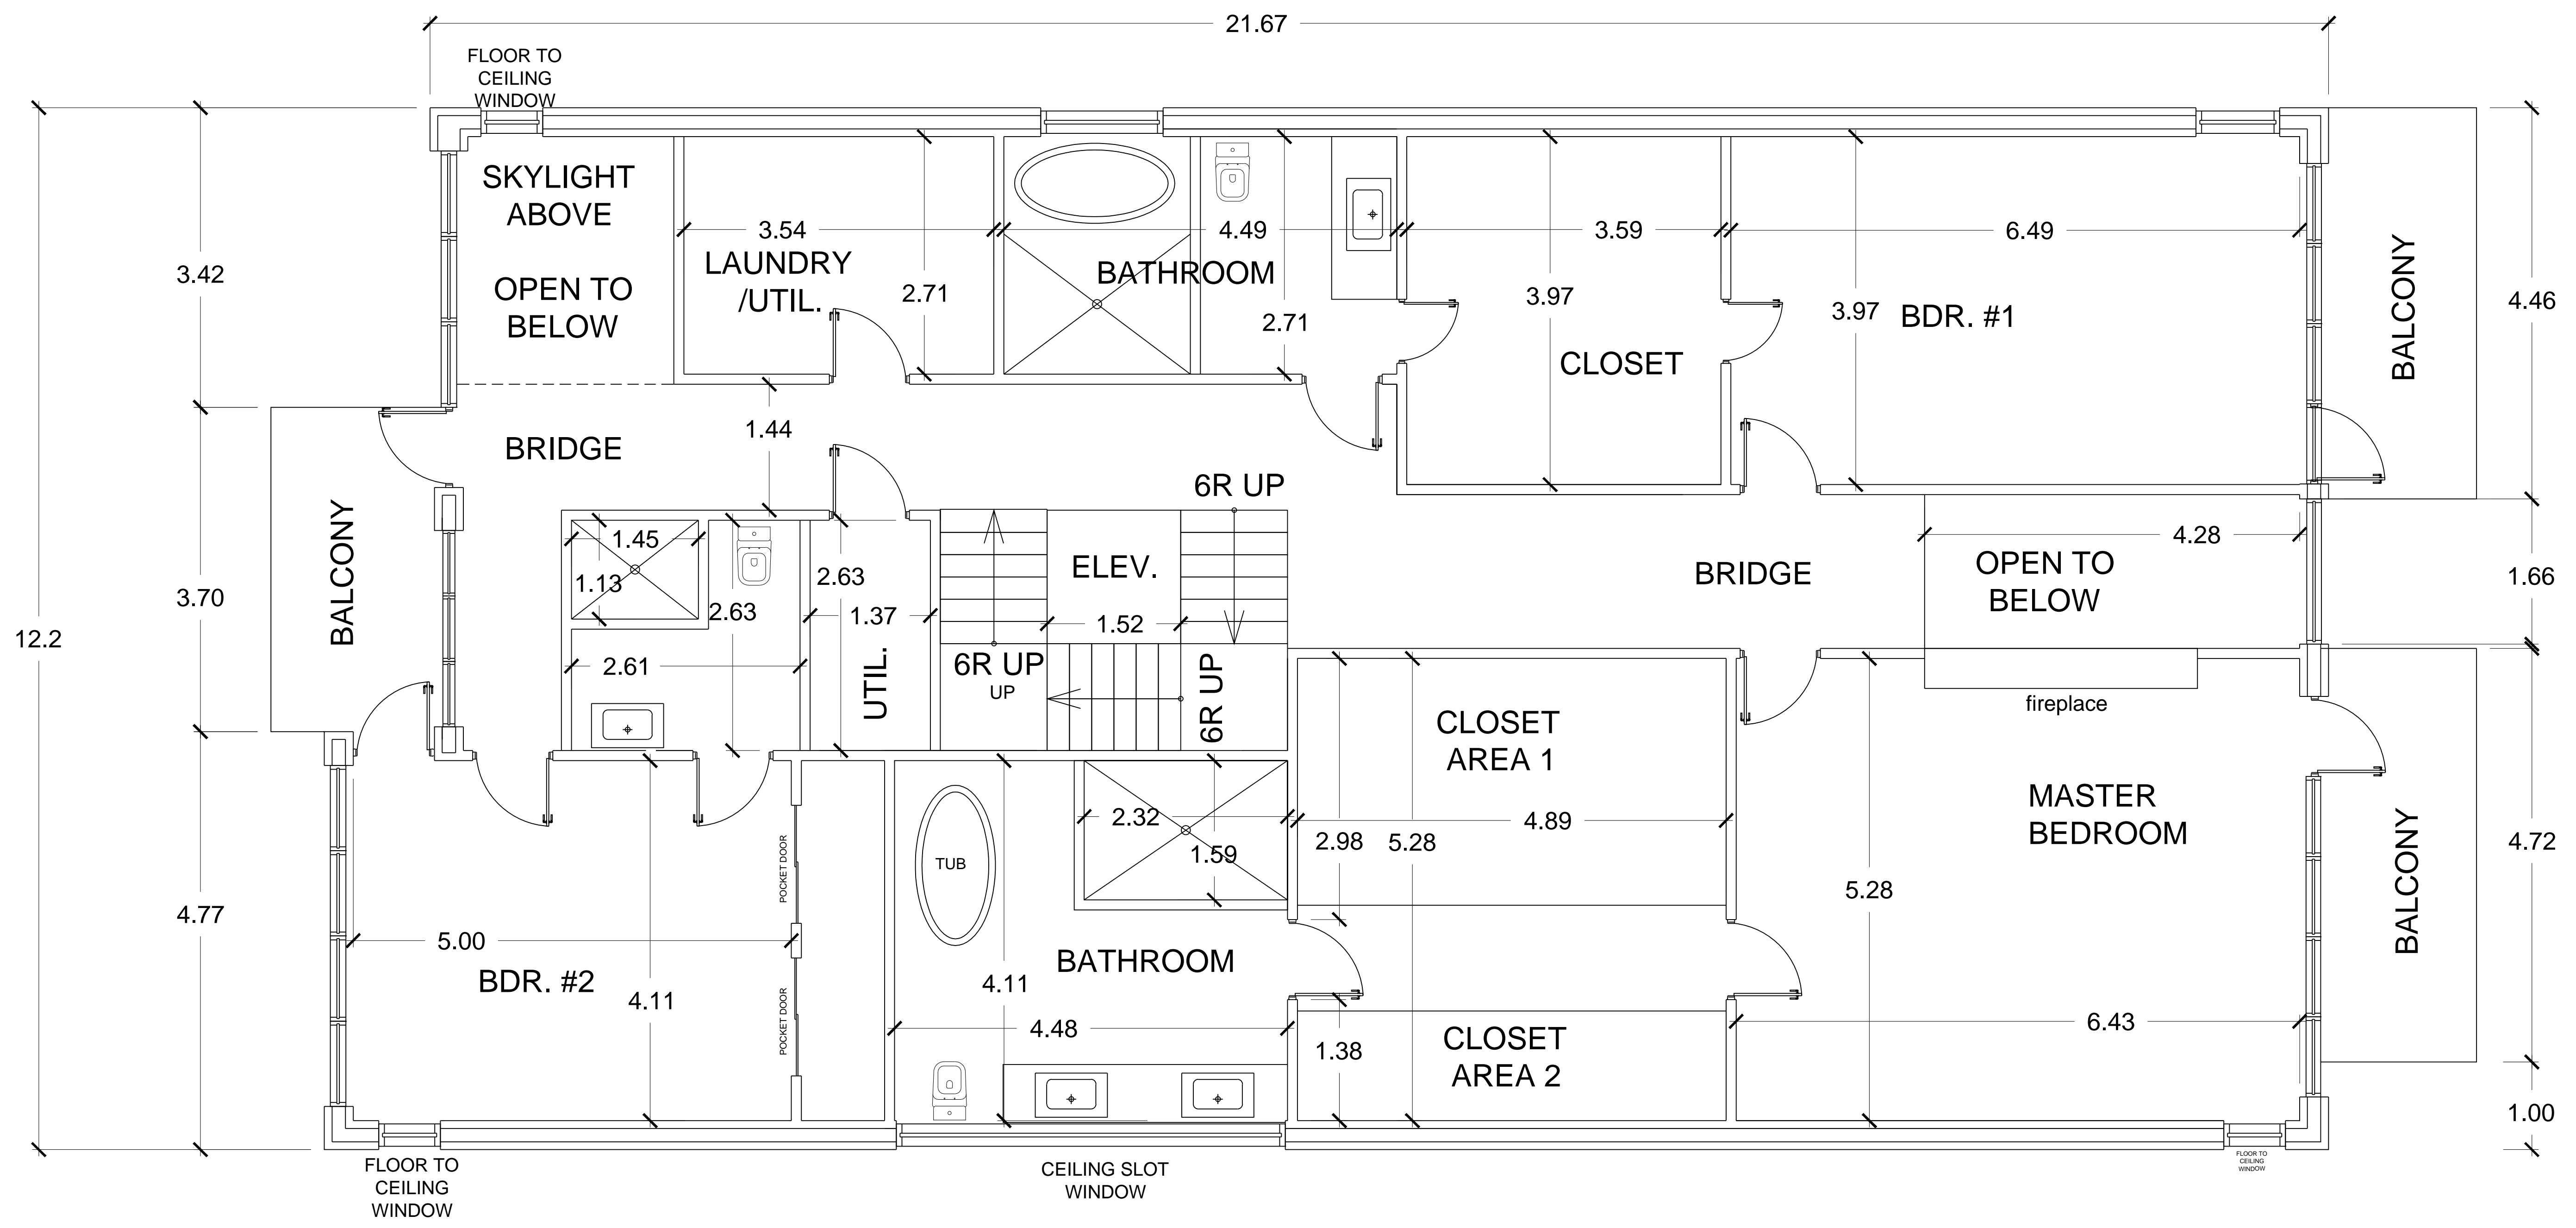 21.67
FLOOR TO
CEILING
WINDOW
SKYLIGHT
ABOVE
OPEN TO
BELOW
3.54
LAUNDRY
/UTIL.
2.71
4.49
BATHROOM
2.71
3.59
3.97
CLOSET
6.49
3.97
BDR. #1
BALCONY
4.46
3.42
12.2
3.70
4.77
BRIDGE
1.44
BALCONY
1.45
1.13
2.63
2.61
2.63
1.37
UTIL.
6R UP
ELEV.
1.52
6R UP
UP
6R UP
BRIDGE
4.28
OPEN TO
BELOW
1.66
fireplace
CLOSET
AREA 1
4.89
2.98
5.28
MASTER
BEDROOM
5.28
6.43
BALCONY
4.72
1.00
2.32
1.59
TUB
BATHROOM
4.11
4.48
POCKET DOOR
POCKET DOOR
5.00
BDR. #2
4.11
1.38
CLOSET
AREA 2
FLOOR TO
CEILING
WINDOW
CEILING SLOT
WINDOW
FLOOR TO
CEILING
WINDOW